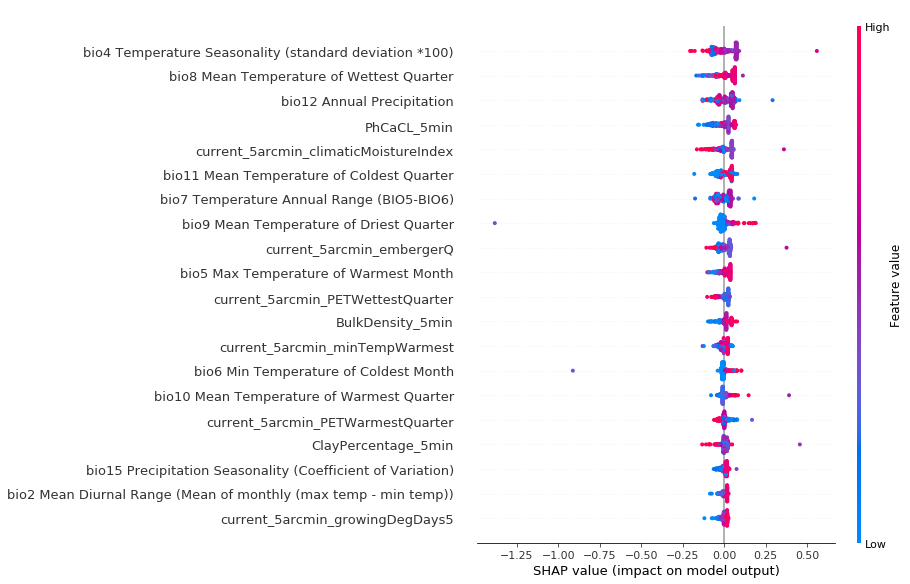 High
bio4 Temperature Seasonality (standard deviation *100)
bio8 Mean Temperature of Wettest Quarter
bio12 Annual Precipitation
PhCaCL_5min
current_5arcmin_climaticMoistureIndex
bio11 Mean Temperature of Coldest Quarter
bio7 Temperature Annual Range (BIO5-BIO6)
bio9 Mean Temperature of Driest Quarter
current_5arcmin_embergerQ
bio5 Max Temperature of Warmest Month
current_5arcmin_PETWettestQuarter
BulkDensity_5min
current_5arcmin_minTempWarmest
bio6 Min Temperature of Coldest Month
bio10 Mean Temperature of Warmest Quarter
current_5arcmin_PETWarmestQuarter
ClayPercentage_5min
bio15 Precipitation Seasonality (Coefficient of Variation)
bio2 Mean Diurnal Range (Mean of monthly (max temp - min temp))
current_5arcmin_growingDegDays5
Feature value
Low
−1.25 −1.00 −0.75 −0.50 −0.25 0.00 0.25 0.50
SHAP value (impact on model output)